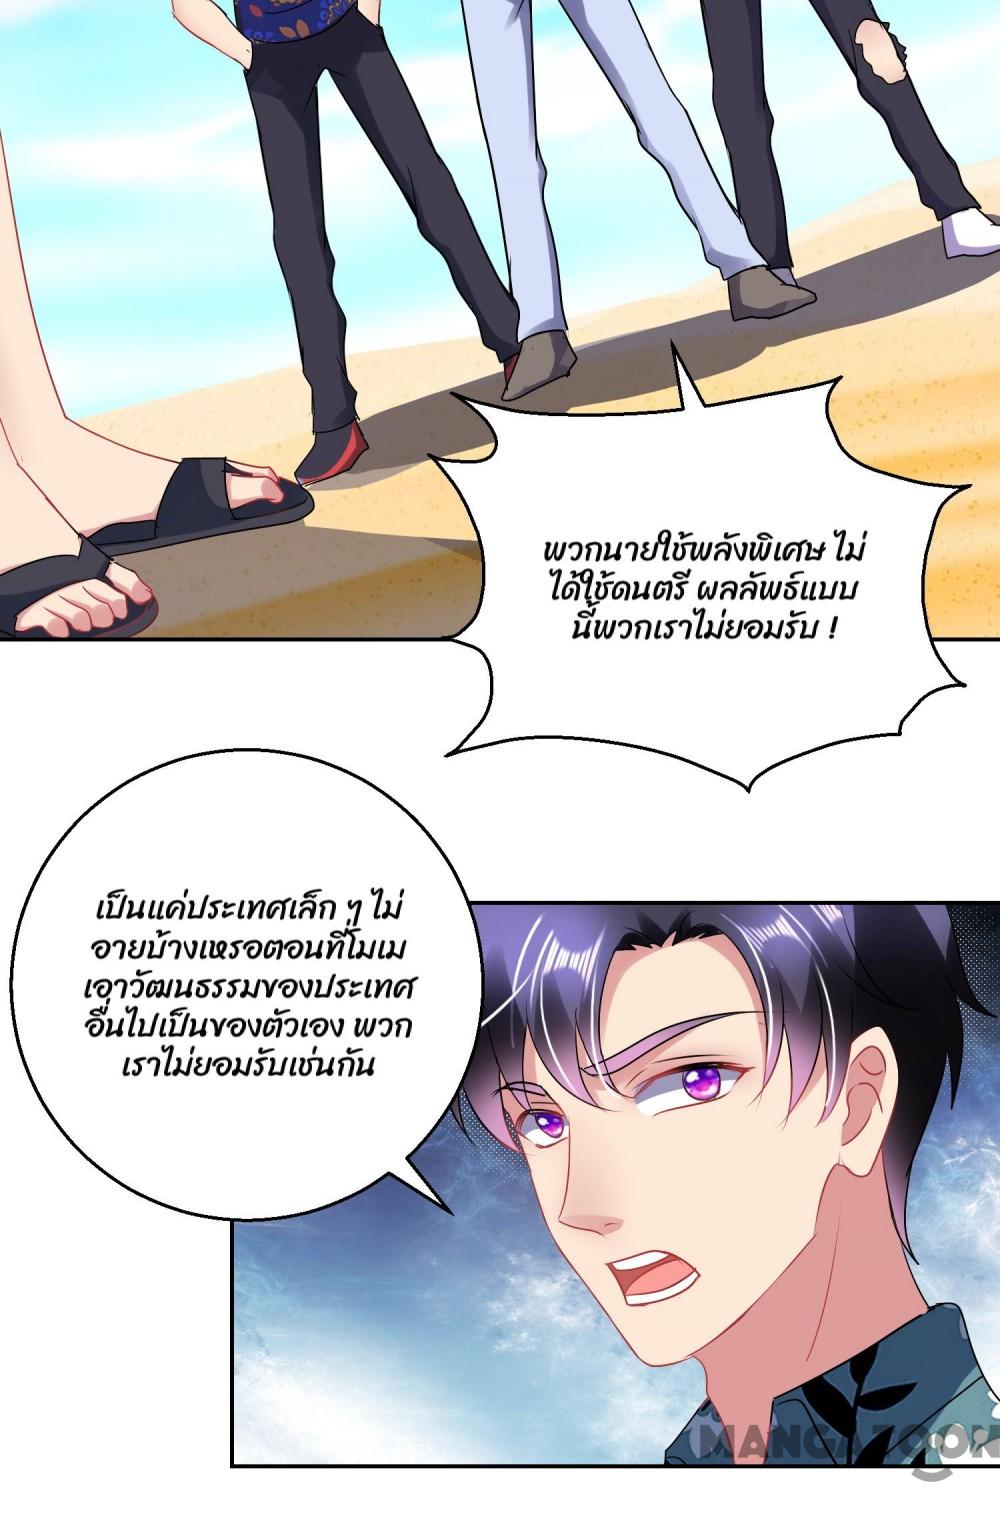 พวกนายใช้พลังพิเศษ ไม่
ได้ใช้ดนตรี ผลลัพธ์แบบ
นี้พวกเราไม่ยอมรับ !
เป็นแค่ประเทศเล็ก ๆ ไม่
อายบ้างเหรอตอนที่โมเม
เอาวัฒนธรรมของประเทศ
อื่นไปเป็นของตัวเอง พวก
เราไม่ยอมรับเช่นกัน
MANGATOON